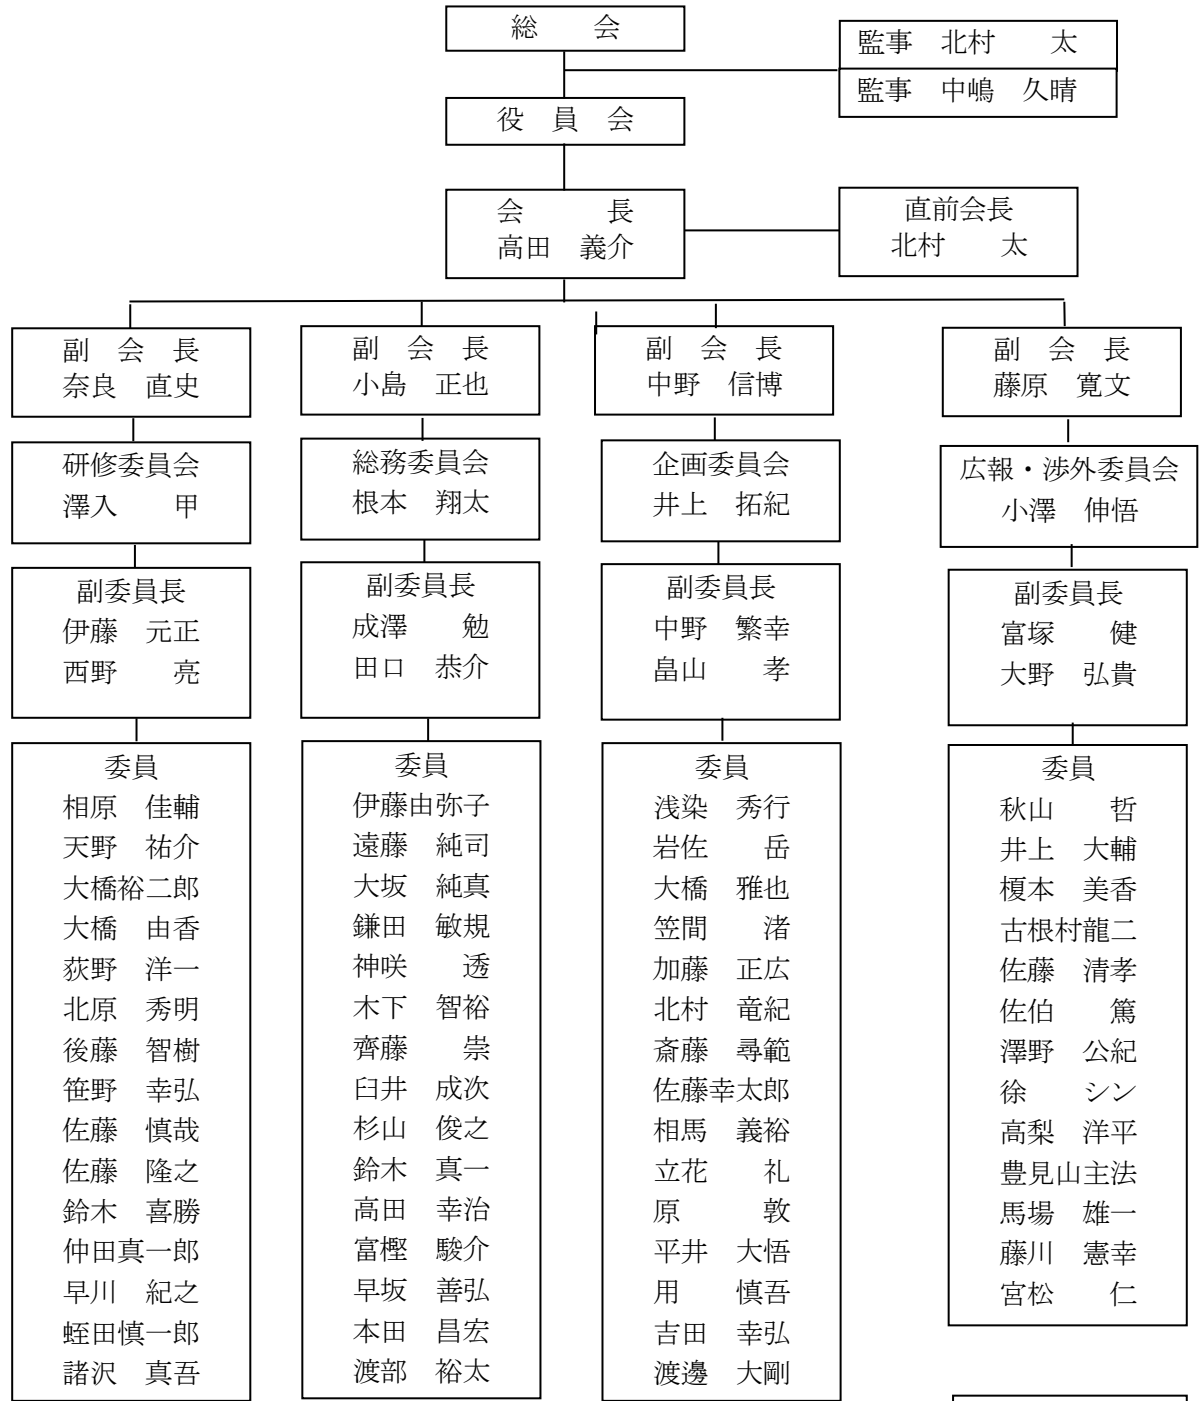 総　　会
監事　北村　　太
監事　中嶋　久晴
役　員　会
会　　　長
高田　義介
直前会長
北村　　太
副　会　長
奈良　直史
研修委員会
澤入　　甲
副委員長
伊藤　元正
西野　　亮
委員
相原　佳輔
天野　祐介
大橋裕二郎
大橋　由香
荻野　洋一
北原　秀明
後藤　智樹
笹野　幸弘
佐藤　慎哉
佐藤　隆之
鈴木　喜勝
仲田真一郎
早川　紀之
蛭田慎一郎
諸沢　真吾
副　会　長
小島　正也
総務委員会
根本　翔太
副委員長
成澤　　勉
田口　恭介
委員
伊藤由弥子
遠藤　純司
大坂　純真
鎌田　敏規
神咲　　透
木下　智裕
齊藤　　崇
臼井　成次
杉山　俊之
鈴木　真一
高田　幸治
富樫　駿介
早坂　善弘
本田　昌宏
渡部　裕太
副　会　長
中野　信博
企画委員会
井上　拓紀
副委員長
中野　繁幸
畠山　　孝
委員
浅染　秀行
岩佐　　岳
大橋　雅也
笠間　　渚
加藤　正広
北村　竜紀
斎藤　尋範
佐藤幸太郎
相馬　義裕
立花　　礼
原　　　敦
平井　大悟
用　　慎吾
吉田　幸弘
渡邊　大剛
副　会　長
藤原　寛文
広報・渉外委員会
小澤　伸悟
副委員長
富塚　　健
大野　弘貴
委員
秋山　　哲
井上　大輔
榎本　美香
古根村龍二
佐藤　清孝
佐伯　　篤
澤野　公紀
徐　　シン
高梨　洋平
豊見山主法
馬場　雄一
藤川　憲幸
宮松　　仁